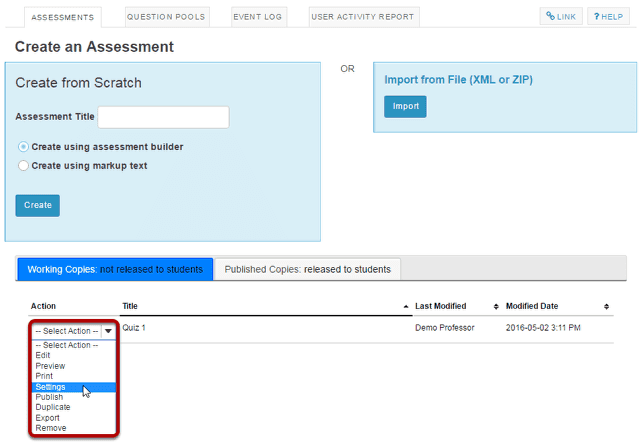 ASSESSMENTS QUESTION POOLS EVENT LOG USER ACTIVITY REPORT LINK ? HELP
Create an Assessment
Create from Scratch
OR
Import from File (XML or ZIP)
Import
Assessment Title
Create using assessment builder
Create using markup text
Create
Working Copies: not released to students Published Copies: released to students
Action Title Last Modified Modified Date
-- Select Action -- Quiz 1 Demo Professor 2016-05-02 3:11 PM
-- Select Action --
Edit
Preview
Print
Settings
Publish
Duplicate
Export
Remove